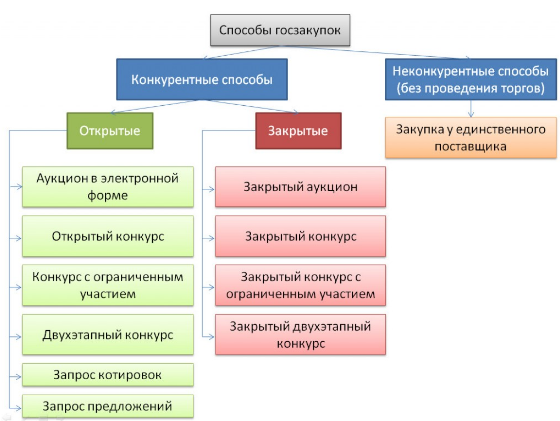 Способы госзакупок
Конкурентные способы
Неконкурентные способы
(без проведения торгов)
Открытые
Закрытые
Закупка у единственного
поставщика
Аукцион в электронной
форме
Открытый конкурс
Конкурс с ограниченным
участием
Двухэтапный конкурс
Запрос котировок
Запрос предложений
Закрытый аукцион
Закрытый конкурс
Закрытый конкурс с
ограниченным участием
Закрытый двухэтапный
конкурс